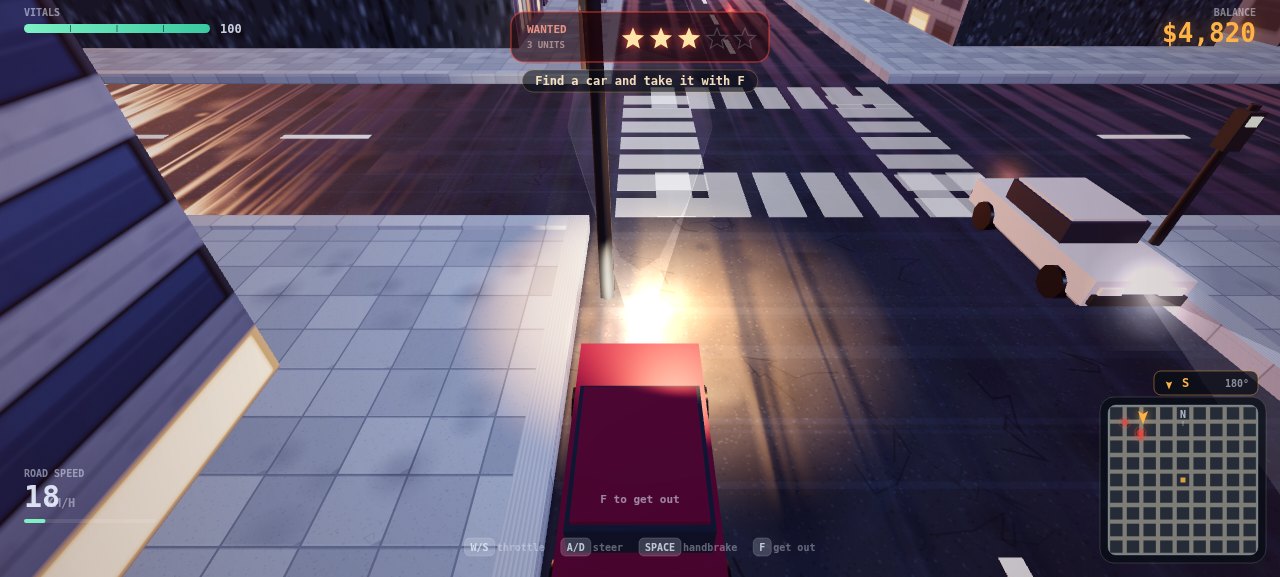 VITALS
100
WANTED
3 UNITS
Find a car and take it with F
BALANCE
$4,820
S 180°
N
ROAD SPEED
18
F to get out
W/S throttle A/D steer SPACE handbrake F get out